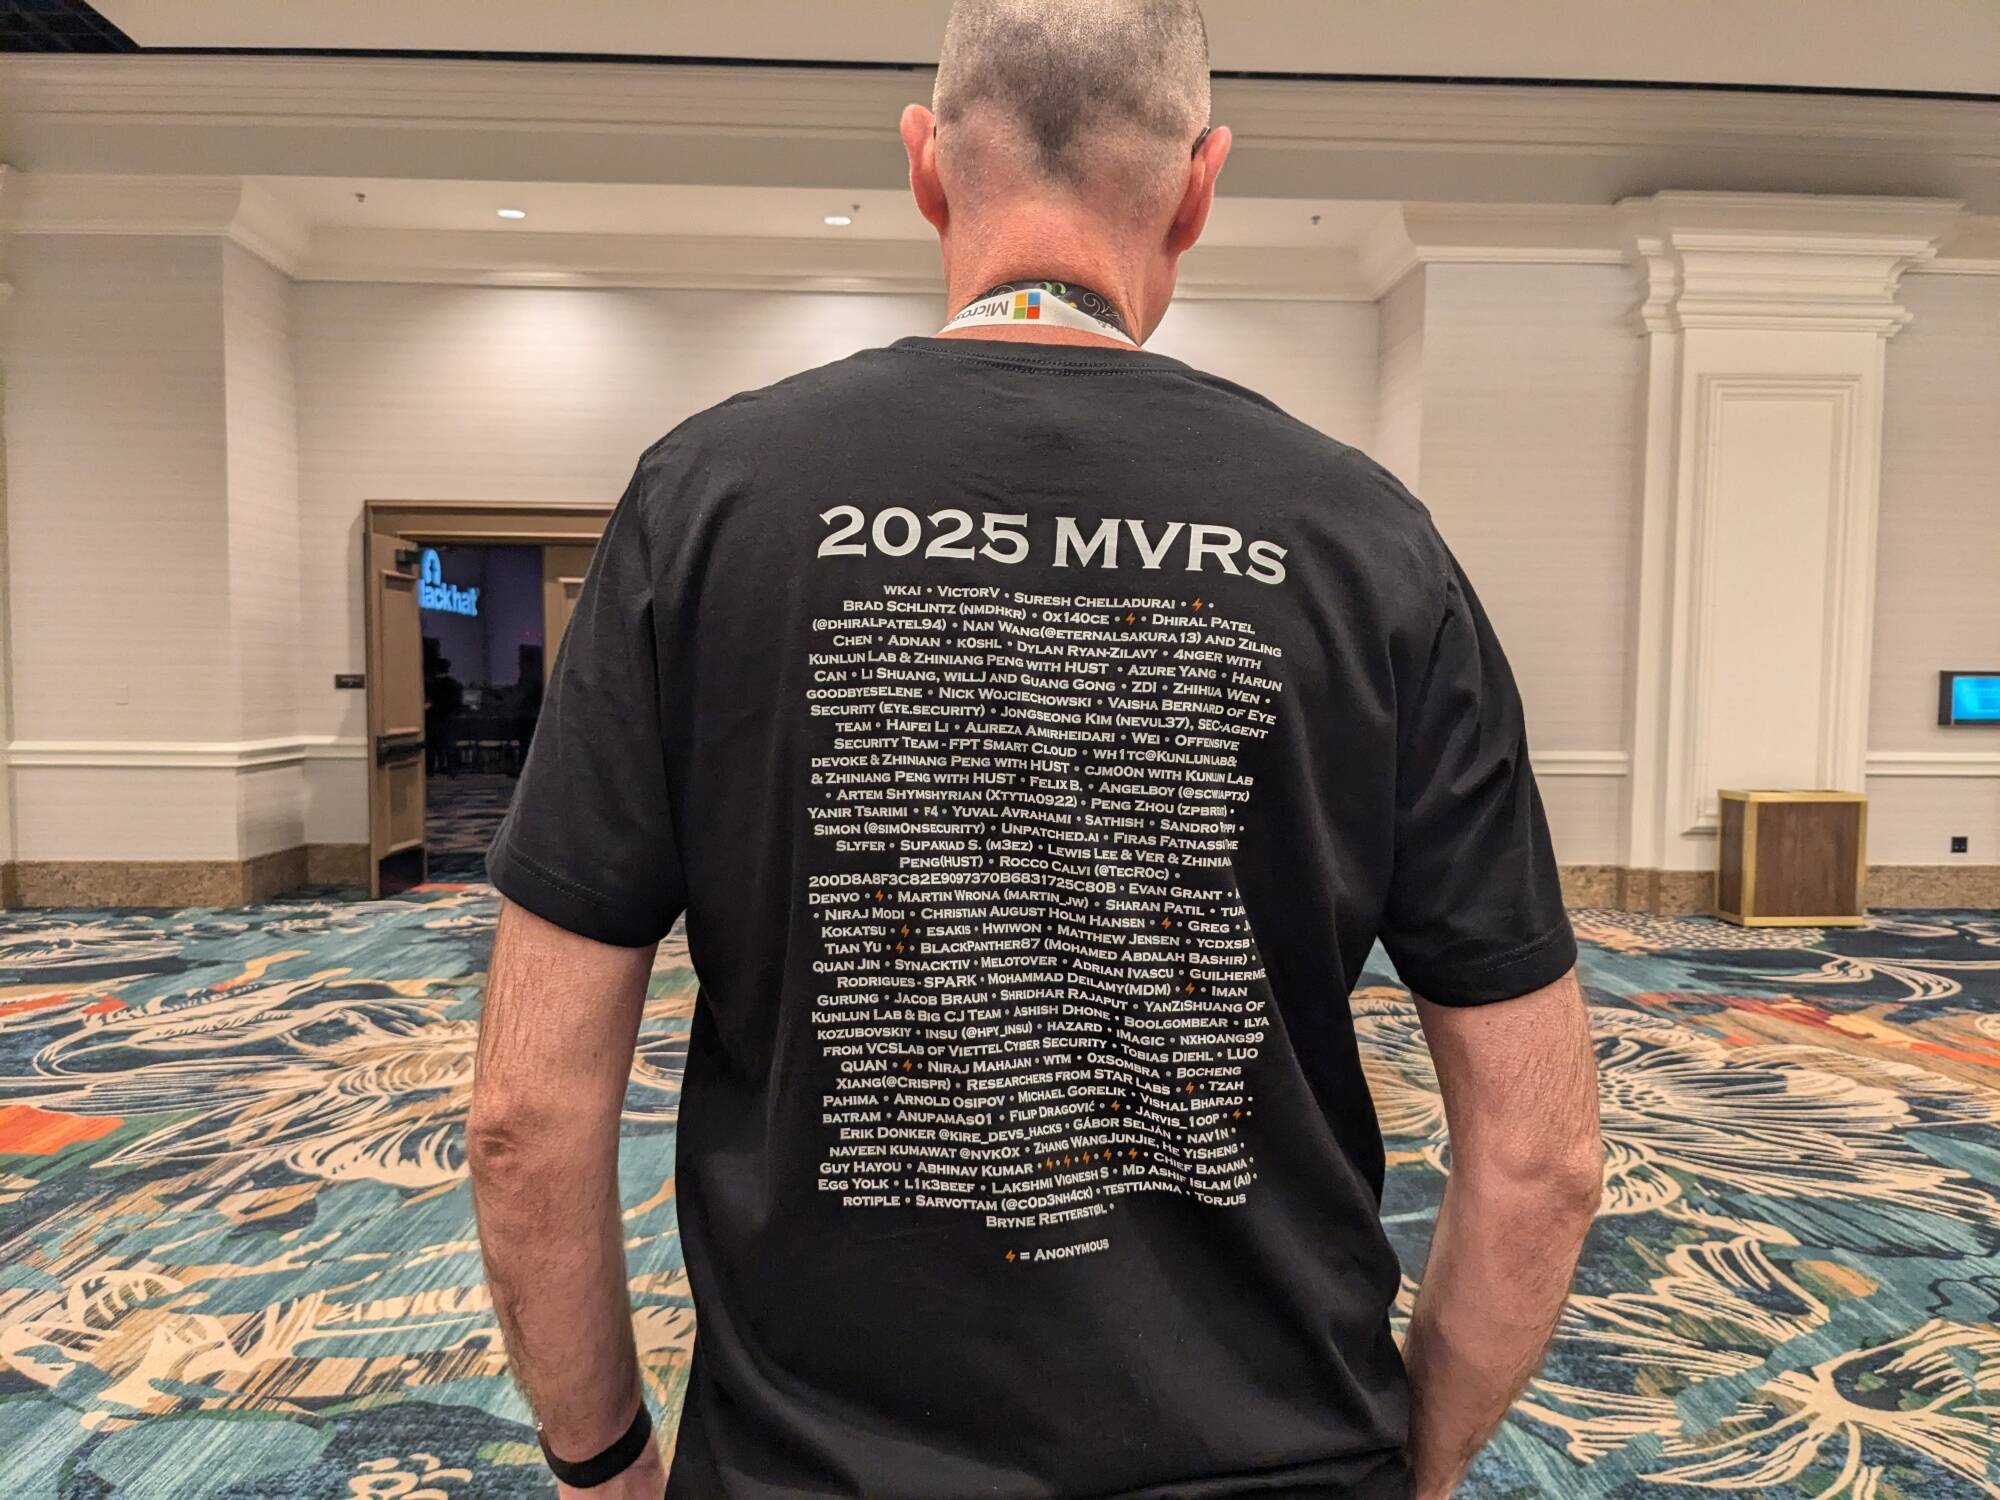 Micros
black hat
2025 MVRs
WKAI • VICTORV • SURESH CHELLADURAI • ⚡ •
BRAD SCHLINTZ (NMDHKR) • 0X140CE • ⚡ • DHIRAL PATEL
(@DHIRALPATEL94) • NAN WANG(@ETERNALSAKURA13) AND ZILING
CHEN • ADNAN • K0SHL • DYLAN RYAN-ZILAVY • 4NGER WITH
KUNLUN LAB & ZHINIANG PENG WITH HUST • AZURE YANG • HARUN
CAN • LI SHUANG, WILLJ AND GUANG GONG • ZDI • ZHIHUA WEN •
GOODBYESELENE • NICK WOJCIECHOWSKI • VAISHA BERNARD OF EYE
SECURITY (EYE.SECURITY) • JONGSEONG KIM (NEVUL37), SEC-AGENT
TEAM • HAIFEI LI • ALIREZA AMIRHEIDARI • WEI • OFFENSIVE
SECURITY TEAM - FPT SMART CLOUD • WH1TC@KUNLUNLAB&
DEVOKE & ZHINIANG PENG WITH HUST • CJM00N WITH KUNLUN LAB
& ZHINIANG PENG WITH HUST • FELIX B. • ANGELBOY (@SCWUAPTX)
• ARTEM SHYMSHYRIAN (XTYTIA0922) • PENG ZHOU (ZPBRENT) •
YANIR TSARIMI • F4 • YUVAL AVRAHAMI • SATHISH • SANDRO •
SIMON (@SIM0NSECURITY) • UNPATCHED.AI • FIRAS FATNASSI
SLYFER • SUPAKIAD S. (M3EZ) • LEWIS LEE & VER & ZHINIAN
PENG(HUST) • ROCCO CALVI (@TECR0C) •
200D8A8F3C82E9097370B6831725C80B • EVAN GRANT •
DENVO • ⚡ • MARTIN WRONA (MARTIN_JW) • SHARAN PATIL • TUA
• NIRAJ MODI • CHRISTIAN AUGUST HOLM HANSEN • ⚡ • GREG •
KOKATSU • ⚡ • ESAKIS • HWIWON • MATTHEW JENSEN • YCDXSB
TIAN YU • ⚡ • BLACKPANTHER87 (MOHAMED ABDALAH BASHIR) •
QUAN JIN • SYNACKTIV • MELOTOVER • ADRIAN IVASCU • GUILHERME
RODRIGUES - SPARK • MOHAMMAD DEILAMY(MDM) • ⚡ • IMAN
GURUNG • JACOB BRAUN • SHRIDHAR RAJAPUT • YANZISHUANG OF
KUNLUN LAB & BIG CJ TEAM • ASHISH DHONE • BOOLGOMBEAR • ILYA
KOZUBOVSKIY • INSU (@HPY_INSU) • HAZARD • IMAGIC • NXHOANG99
FROM VCSLAB OF VIETTEL CYBER SECURITY • TOBIAS DIEHL • LUO
QUAN • ⚡ • NIRAJ MAHAJAN • WTM • 0XSOMBRA • BOCHENG
XIANG(@CRISPR) • RESEARCHERS FROM STAR LABS • ⚡ • TZAH
PAHIMA • ARNOLD OSIPOV • MICHAEL GORELIK • VISHAL BHARAD •
BATRAM • ANUPAMAS01 • FILIP DRAGOVIĆ • ⚡ • JARVIS_100P • ⚡ •
ERIK DONKER @KIRE_DEVS_HACKS • GÁBOR SELJÁN • NAV1N •
NAVEEN KUMAWAT @NVK0X • ZHANG WANGJUNJIE, HE YISHENG •
GUY HAYOU • ABHINAV KUMAR • ⚡ • ⚡ • ⚡ • ⚡ • ⚡ • CHIEF BANANA •
EGG YOLK • L1K3BEEF • LAKSHMI VIGNESH S • MD ASHIF ISLAM (AI) •
ROTIPLE • SARVOTTAM (@C0D3NH4CK) • TESTTIANMA • TORJUS
BRYNE RETTERSTØL •
⚡ = ANONYMOUS